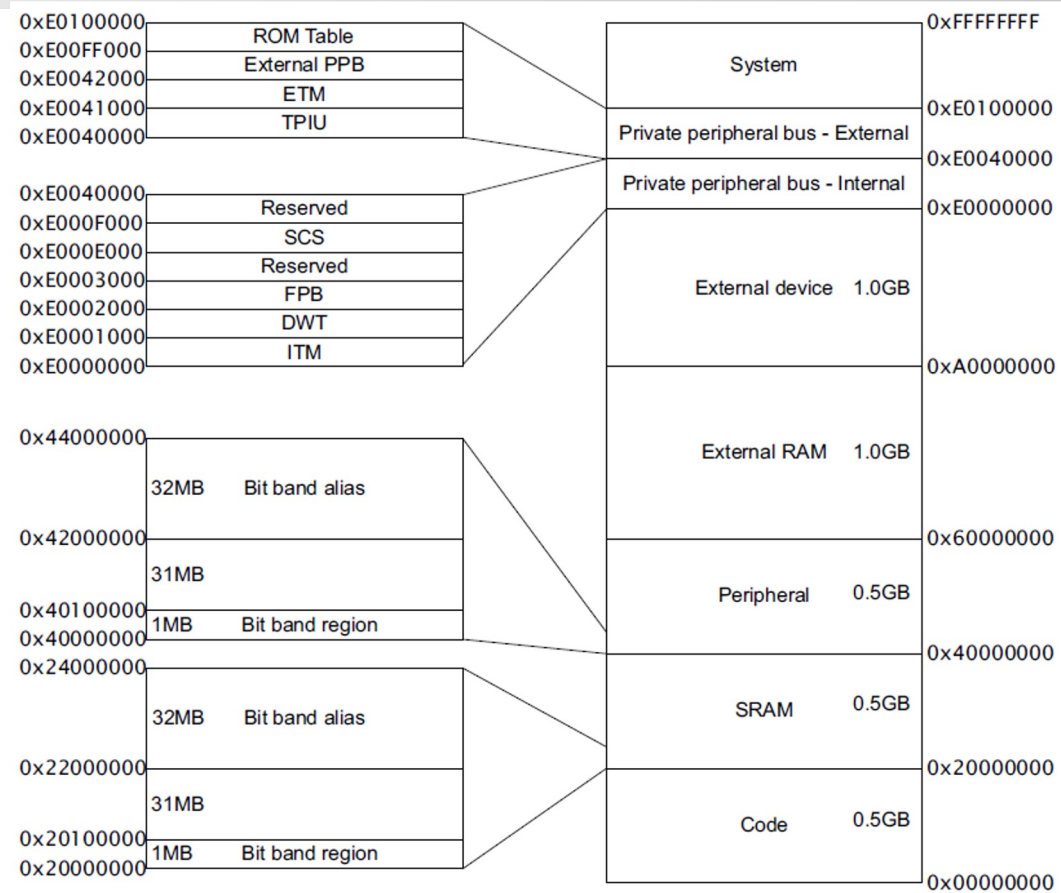 0xE0100000
ROM Table
0xE00FF000
External PPB
0xE0042000
ETM
0xE0041000
TPIU
0xE0040000
0xE0040000
Reserved
0xE000F000
SCS
0xE000E000
Reserved
0xE0003000
FPB
0xE0002000
DWT
0xE0001000
ITM
0xE0000000
0x44000000
32MB Bit band alias
0x42000000
31MB
0x40100000
1MB Bit band region
0x40000000
0x24000000
32MB Bit band alias
0x22000000
31MB
0x20100000
1MB Bit band region
0x20000000
0xFFFFFFFF
System
0xE0100000
Private peripheral bus - External
0xE0040000
Private peripheral bus - Internal
0xE0000000
External device 1.0GB
0xA0000000
External RAM 1.0GB
0x60000000
Peripheral 0.5GB
0x40000000
SRAM 0.5GB
0x20000000
Code 0.5GB
0x00000000